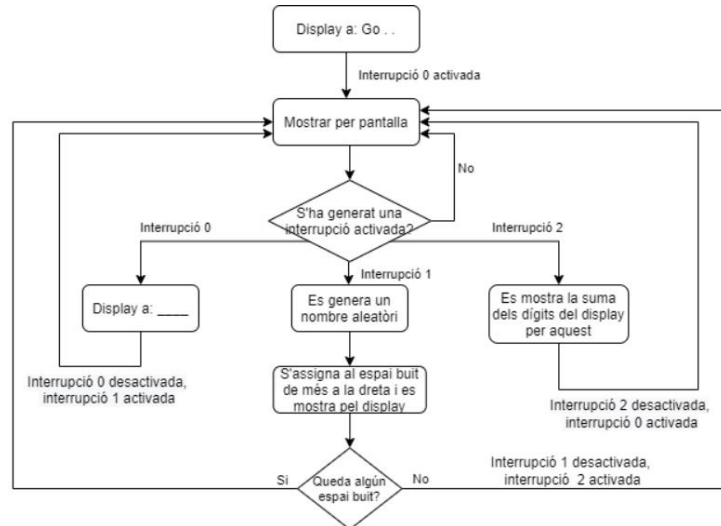 Display a: Go . .
Interrupció 0 activada
Mostrar per pantalla
No
S'ha generat una
interrupció activada?
Interrupció 0
Interrupció 2
Interrupció 1
Display a: ____
Es genera un
nombre aleatòri
Es mostra la suma
dels dígits del display
per aquest
S'assigna al espai buit
de més a la dreta i es
mostra pel display
Interrupció 0 desactivada,
interrupció 1 activada
Interrupció 2 desactivada,
interrupció 0 activada
Si
Queda algún
espai buit?
No
Interrupció 1 desactivada,
interrupció 2 activada